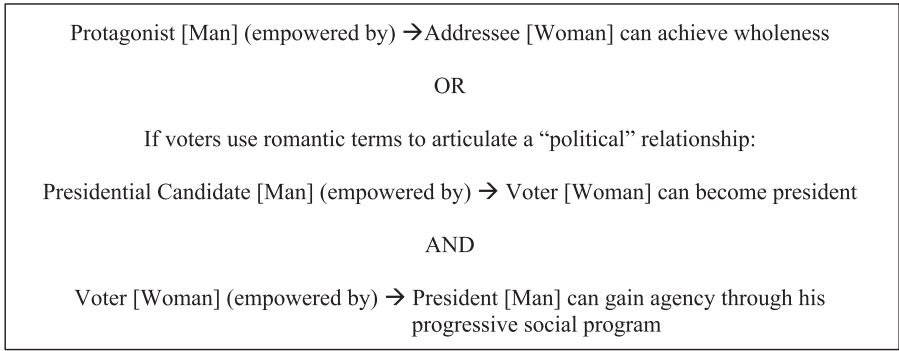 Protagonist [Man] (empowered by) → Addressee [Woman] can achieve wholeness
OR
If voters use romantic terms to articulate a “political” relationship:
Presidential Candidate [Man] (empowered by) → Voter [Woman] can become president
AND
Voter [Woman] (empowered by) → President [Man] can gain agency through his
progressive social program